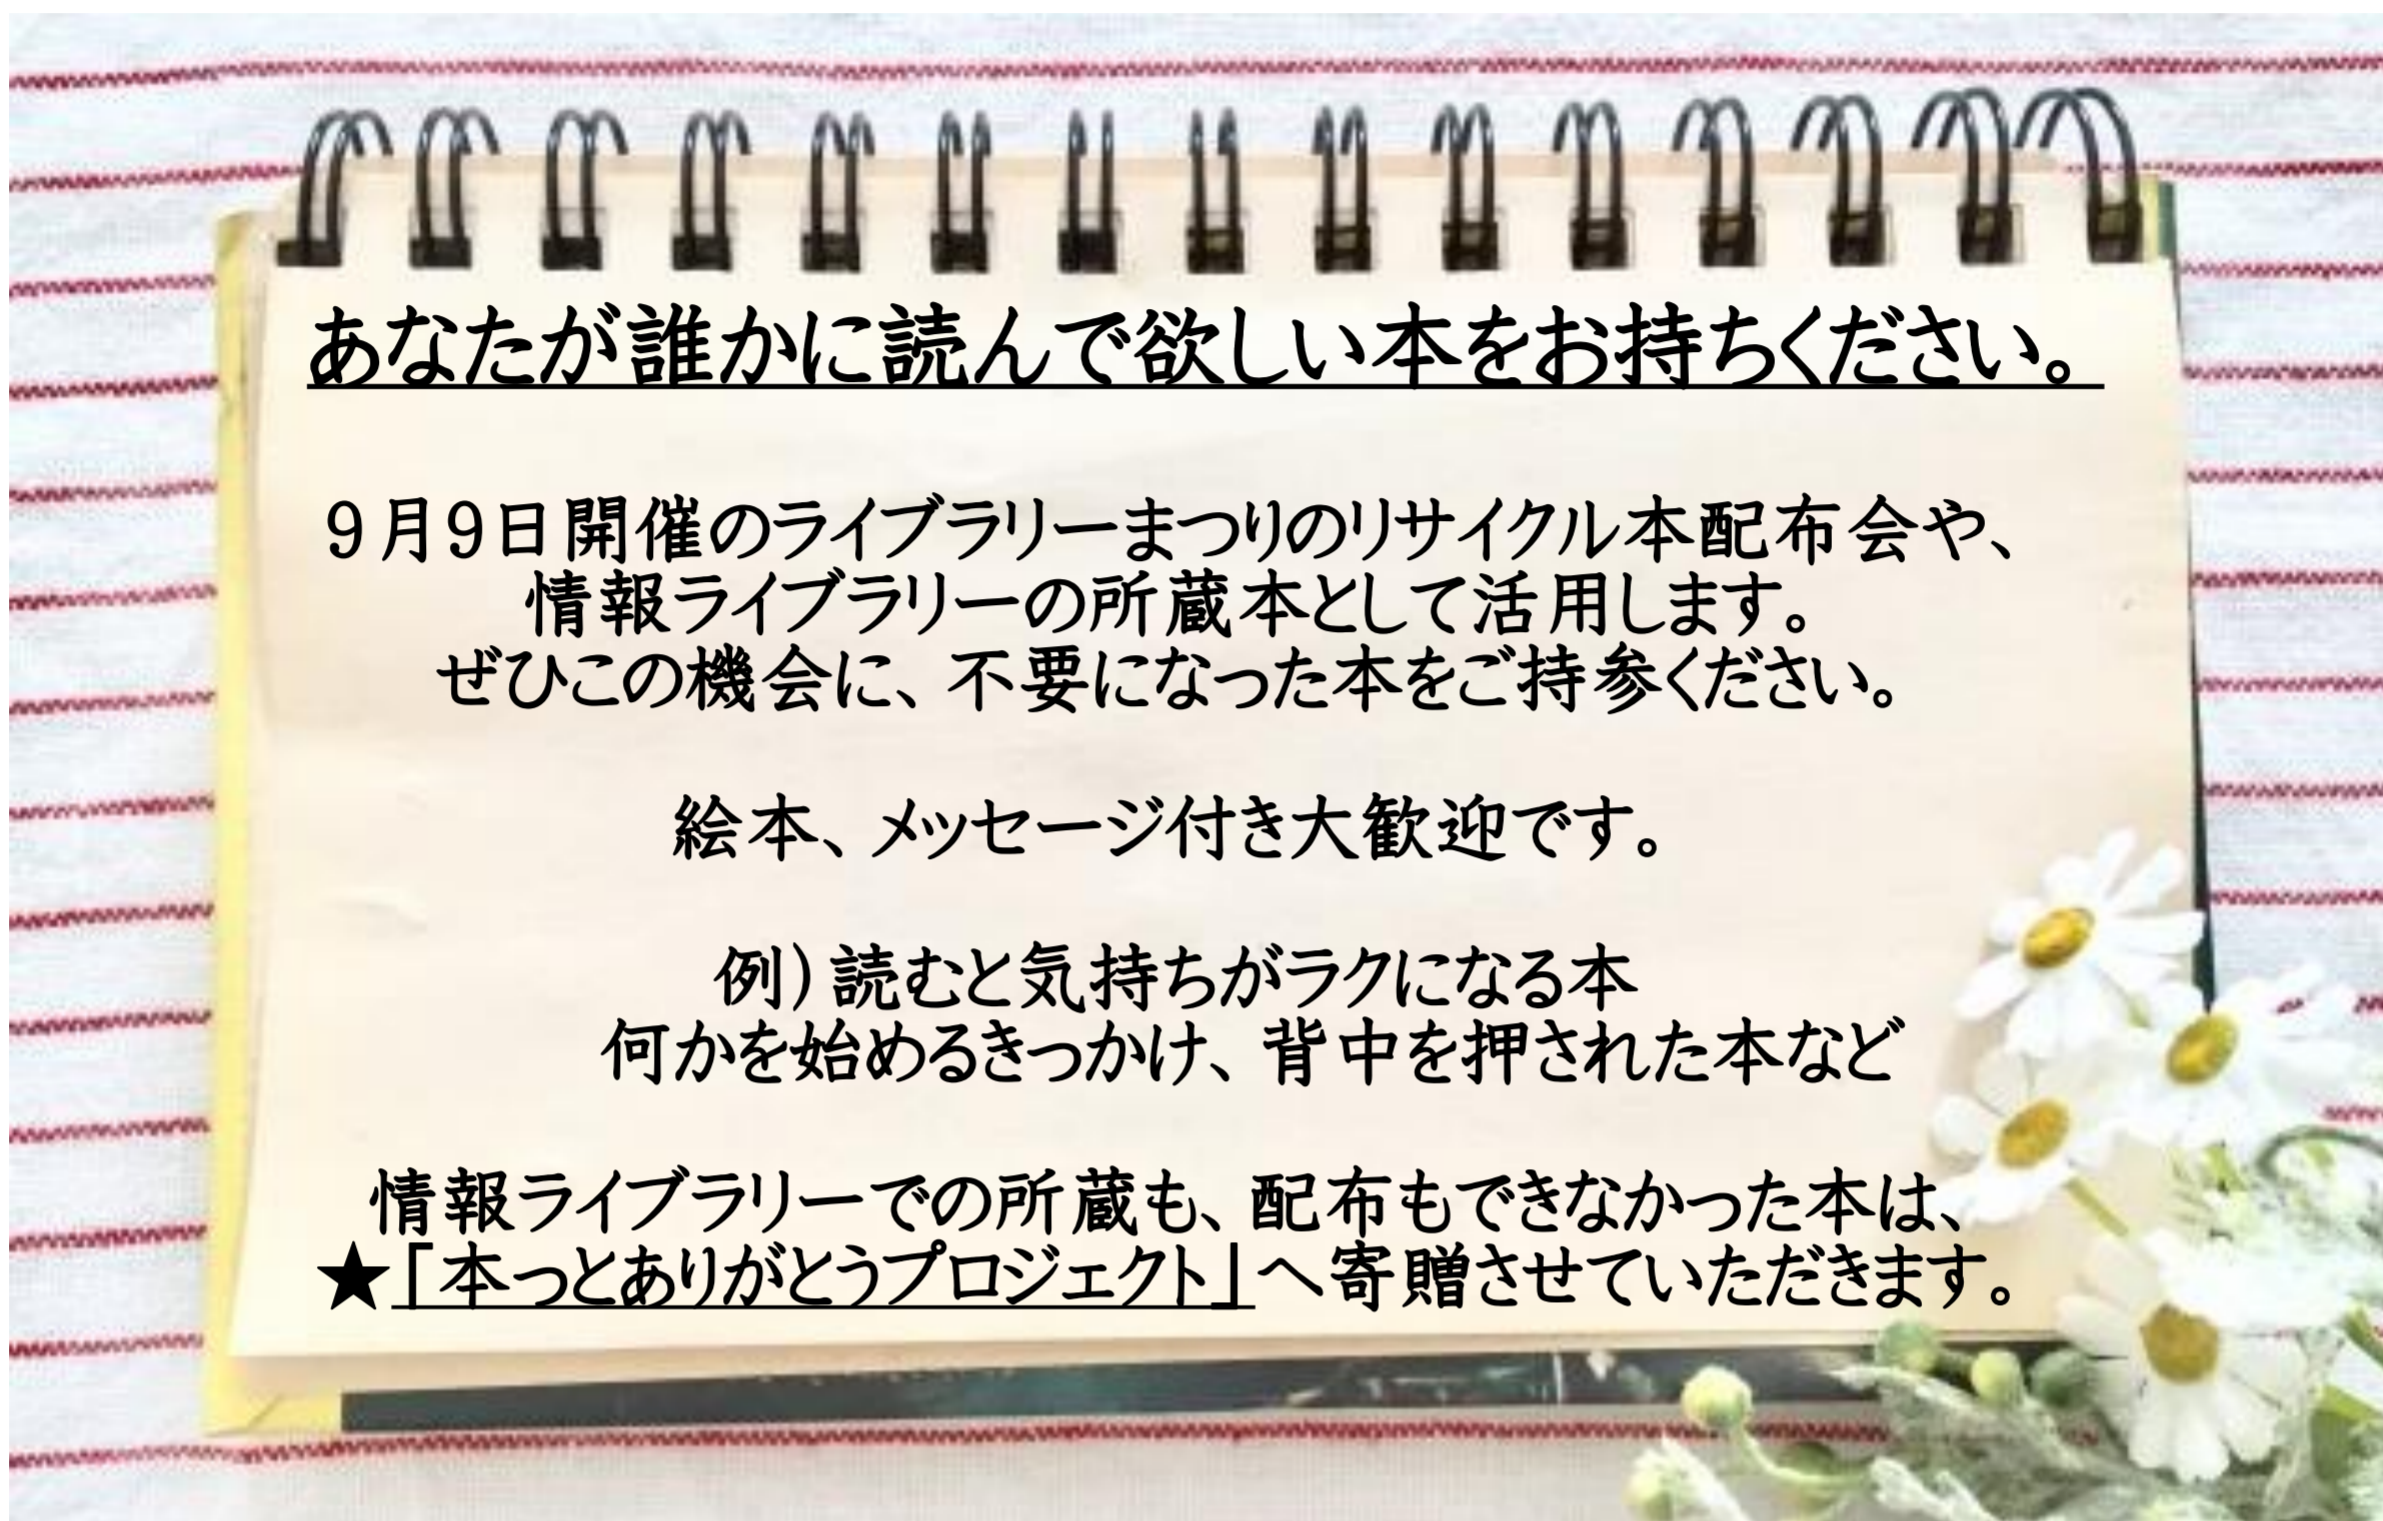 あなたが誰かに読んで欲しい本をお持ちください。
9月9日開催のライブラリーまつりのリサイクル本配布会や、
情報ライブラリーの所蔵本として活用します。
ぜひこの機会に、不要になった本をご持参ください。
絵本、メッセージ付き大歓迎です。
例）読むと気持ちがラクになる本
何かを始めるきっかけ、背中を押された本など
情報ライブラリーでの所蔵も、配布もできなかった本は、
★「本っとありがとうプロジェクト」へ寄贈させていただきます。